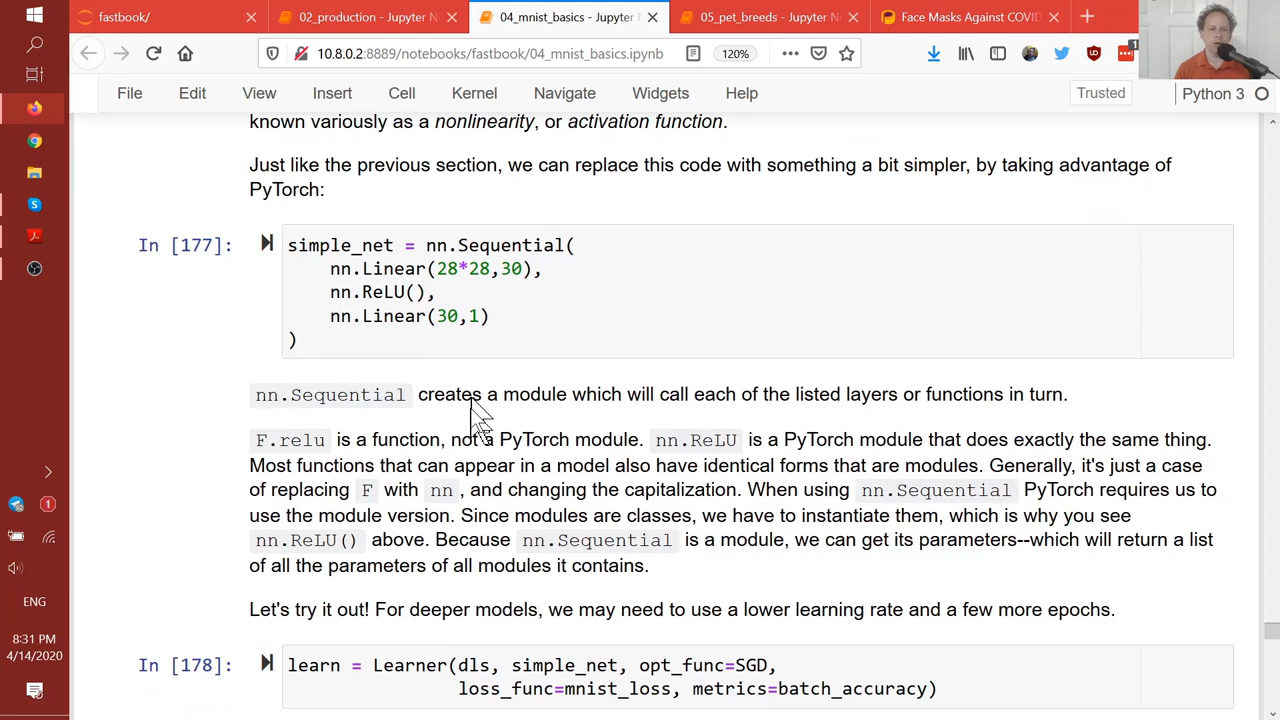 fastbook/
02_production - Jupyter N
04_mnist_basics - Jupyter N
05_pet_breeds - Jupyter N
Face Masks Against COVID
10.8.0.2:8889/notebooks/fastbook/04_mnist_basics.ipynb
120%
File Edit View Insert Cell Kernel Navigate Widgets Help
Trusted
Python 3
known variously as a nonlinearity, or activation function.
Just like the previous section, we can replace this code with something a bit simpler, by taking advantage of
PyTorch:
In [177]:
simple_net = nn.Sequential(
nn.Linear(28*28,30),
nn.ReLU(),
nn.Linear(30,1)
)
nn.Sequential creates a module which will call each of the listed layers or functions in turn.
F.relu is a function, not a PyTorch module. nn.ReLU is a PyTorch module that does exactly the same thing.
Most functions that can appear in a model also have identical forms that are modules. Generally, it's just a case
of replacing F with nn, and changing the capitalization. When using nn.Sequential PyTorch requires us to
use the module version. Since modules are classes, we have to instantiate them, which is why you see
nn.ReLU() above. Because nn.Sequential is a module, we can get its parameters--which will return a list
of all the parameters of all modules it contains.
Let's try it out! For deeper models, we may need to use a lower learning rate and a few more epochs.
In [178]:
learn = Learner(dls, simple_net, opt_func=SGD,
loss_func=mnist_loss, metrics=batch_accuracy)
1
ENG
8:31 PM
4/14/2020